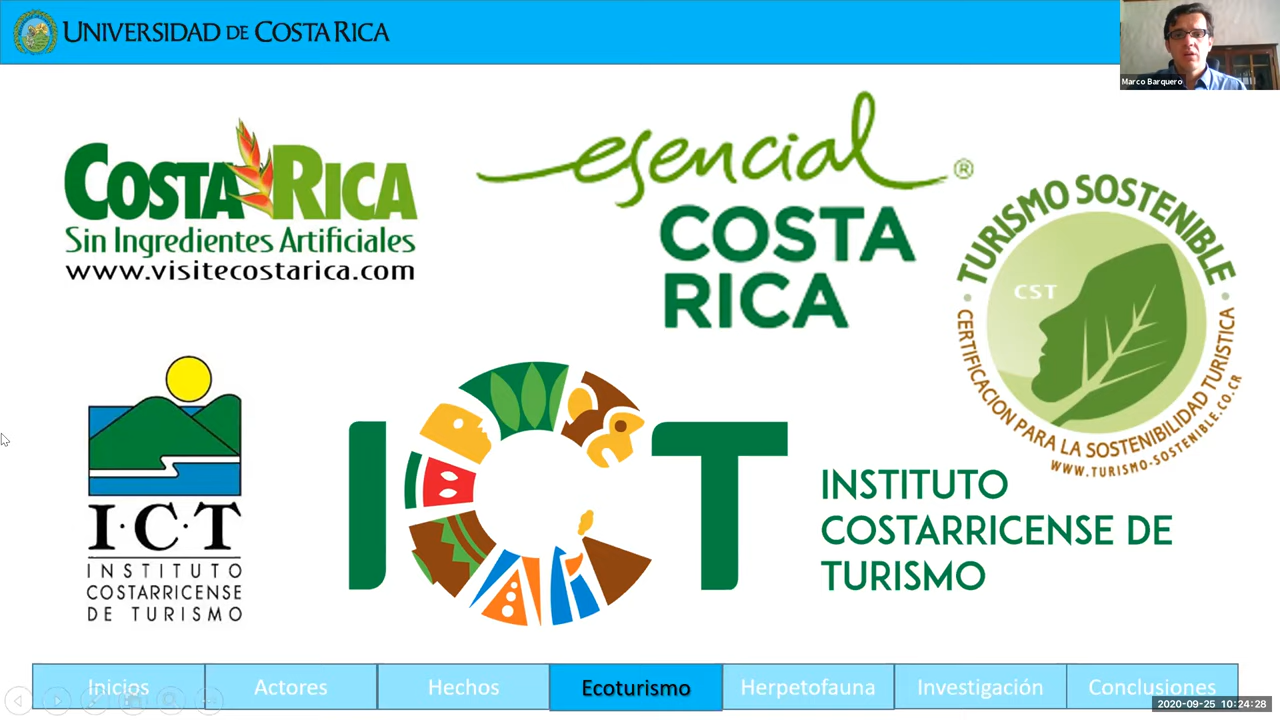 UNIVERSIDAD DE COSTA RICA
Marco Barquero
COSTA RICA
Sin Ingredientes Artificiales
www.visitecostarica.com
esencial ®
COSTA
RICA
TURISMO SOSTENIBLE
CST
CERTIFICACION PARA LA SOSTENIBILIDAD TURISTICA
WWW.TURISMO-SOSTENIBLE.CO.CR
I·C·T
INSTITUTO
COSTARRICENSE
DE TURISMO
ICT
INSTITUTO
COSTARRICENSE DE
TURISMO
Inicios
Actores
Hechos
Ecoturismo
Herpetofauna
Investigación
Conclusiones
2020-09-25 10:24:28